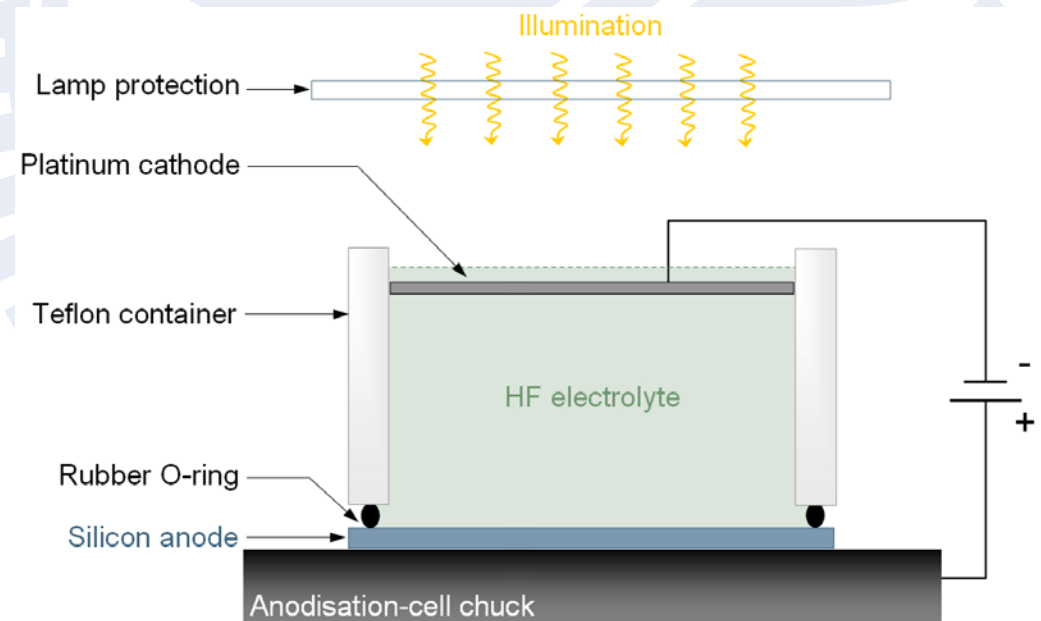 Illumination
Lamp protection
Platinum cathode
Teflon container
HF electrolyte
-
+
Rubber O-ring
Silicon anode
Anodisation-cell chuck